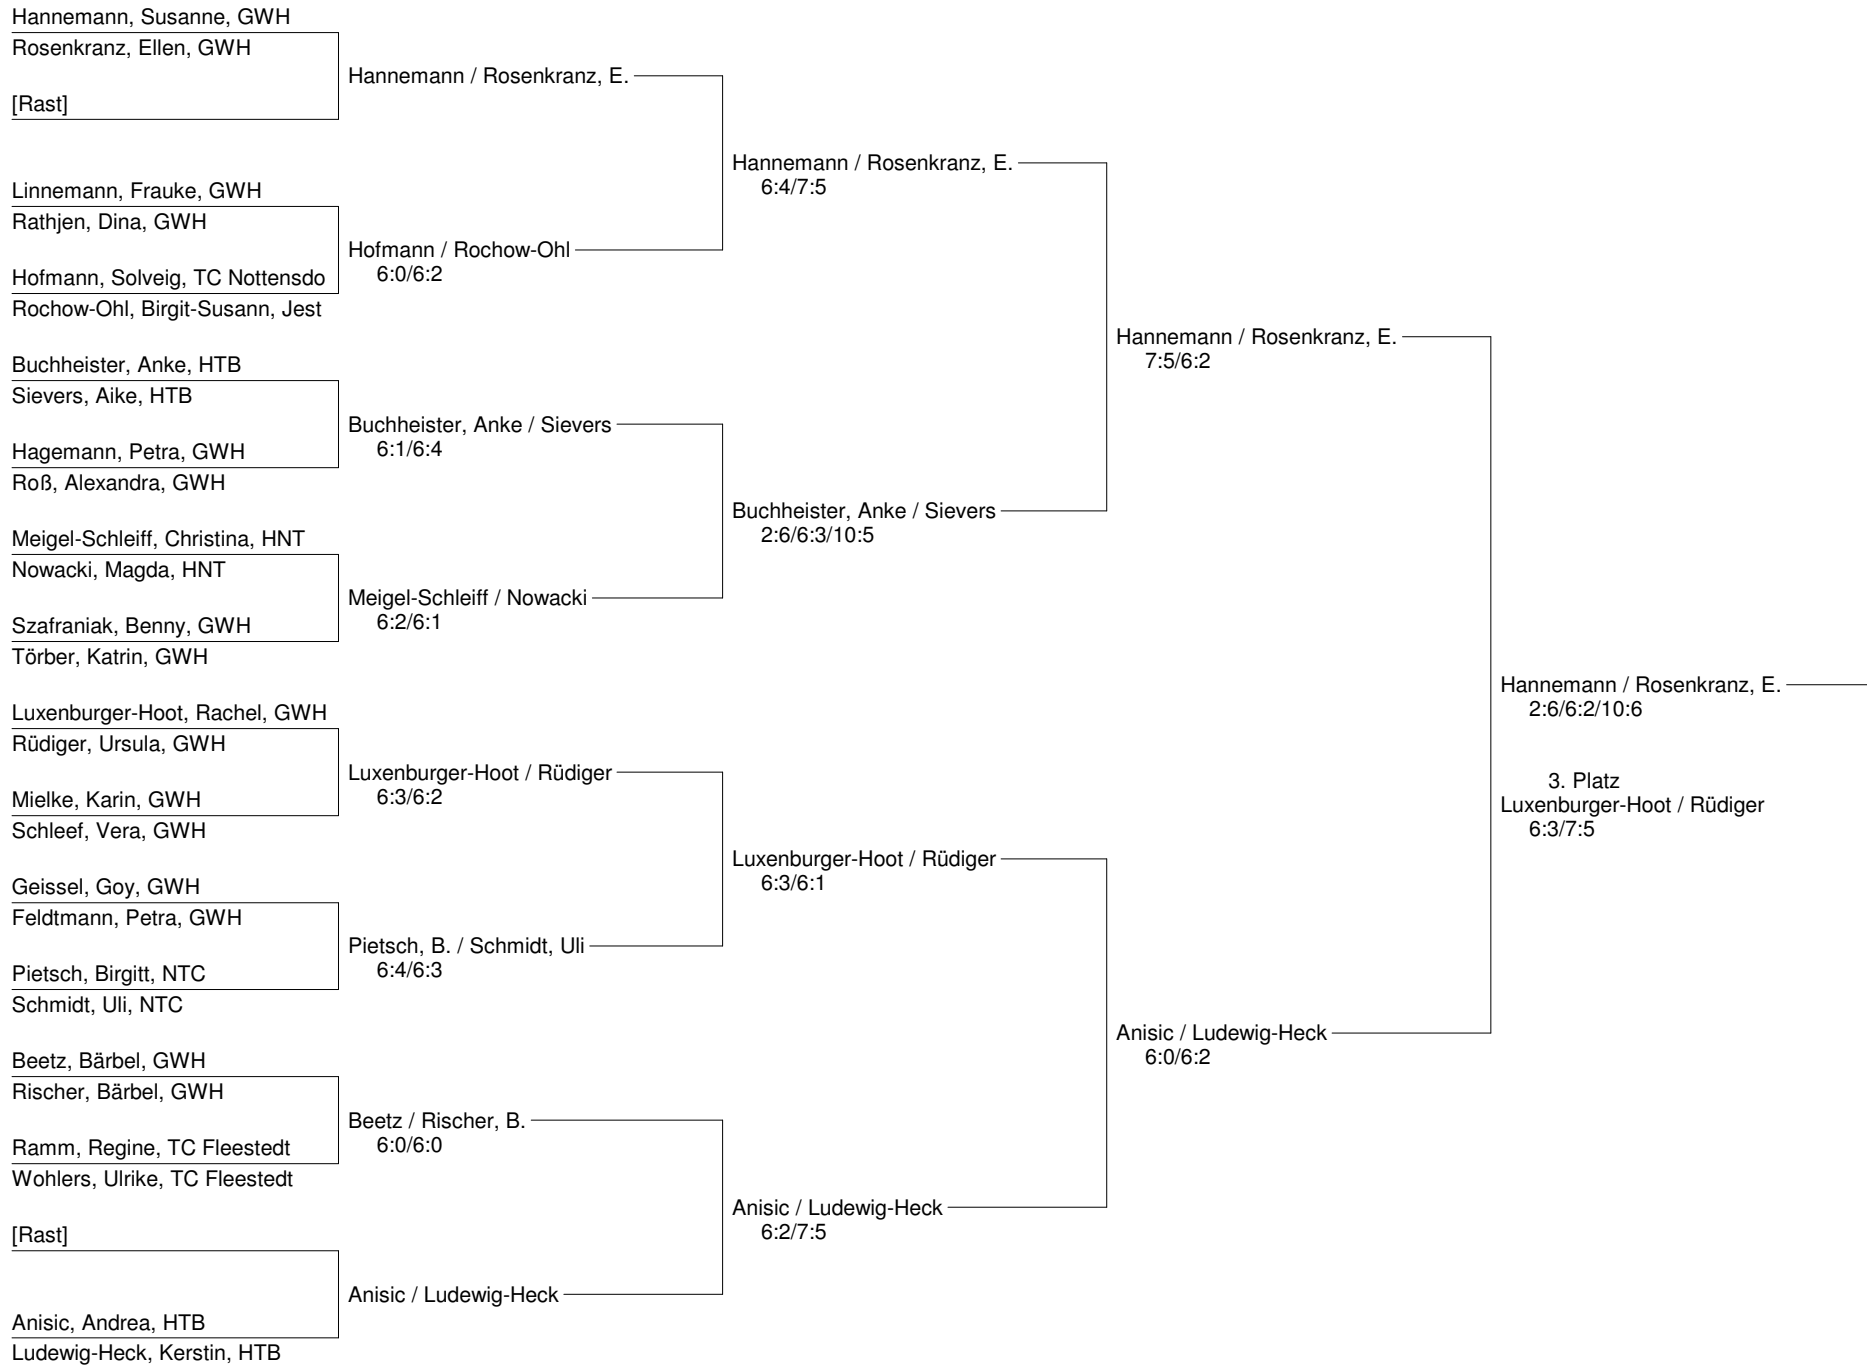 Hannemann, Susanne, GWH
Rosenkranz, Ellen, GWH
[Rast]
Linnemann, Frauke, GWH
Rathjen, Dina, GWH
Hofmann, Solveig, TC Nottensdo
Rochow-Ohl, Birgit-Susann, Jest
Buchheister, Anke, HTB
Sievers, Aike, HTB
Hagemann, Petra, GWH
Roß, Alexandra, GWH
Meigel-Schleiff, Christina, HNT
Nowacki, Magda, HNT
Szafraniak, Benny, GWH
Törber, Katrin, GWH
Luxenburger-Hoot, Rachel, GWH
Rüdiger, Ursula, GWH
Mielke, Karin, GWH
Schleef, Vera, GWH
Geissel, Goy, GWH
Feldtmann, Petra, GWH
Pietsch, Birgitt, NTC
Schmidt, Uli, NTC
Beetz, Bärbel, GWH
Rischer, Bärbel, GWH
Ramm, Regine, TC Fleestedt
Wohlers, Ulrike, TC Fleestedt
[Rast]
Anisic, Andrea, HTB
Ludewig-Heck, Kerstin, HTB
Hannemann / Rosenkranz, E.
Hofmann / Rochow-Ohl
6:0/6:2
Buchheister, Anke / Sievers
6:1/6:4
Meigel-Schleiff / Nowacki
6:2/6:1
Luxenburger-Hoot / Rüdiger
6:3/6:2
Pietsch, B. / Schmidt, Uli
6:4/6:3
Beetz / Rischer, B.
6:0/6:0
Anisic / Ludewig-Heck
Hannemann / Rosenkranz, E.
6:4/7:5
Buchheister, Anke / Sievers
2:6/6:3/10:5
Luxenburger-Hoot / Rüdiger
6:3/6:1
Anisic / Ludewig-Heck
6:2/7:5
Hannemann / Rosenkranz, E.
7:5/6:2
Anisic / Ludewig-Heck
6:0/6:2
Hannemann / Rosenkranz, E.
2:6/6:2/10:6
3. Platz
Luxenburger-Hoot / Rüdiger
6:3/7:5